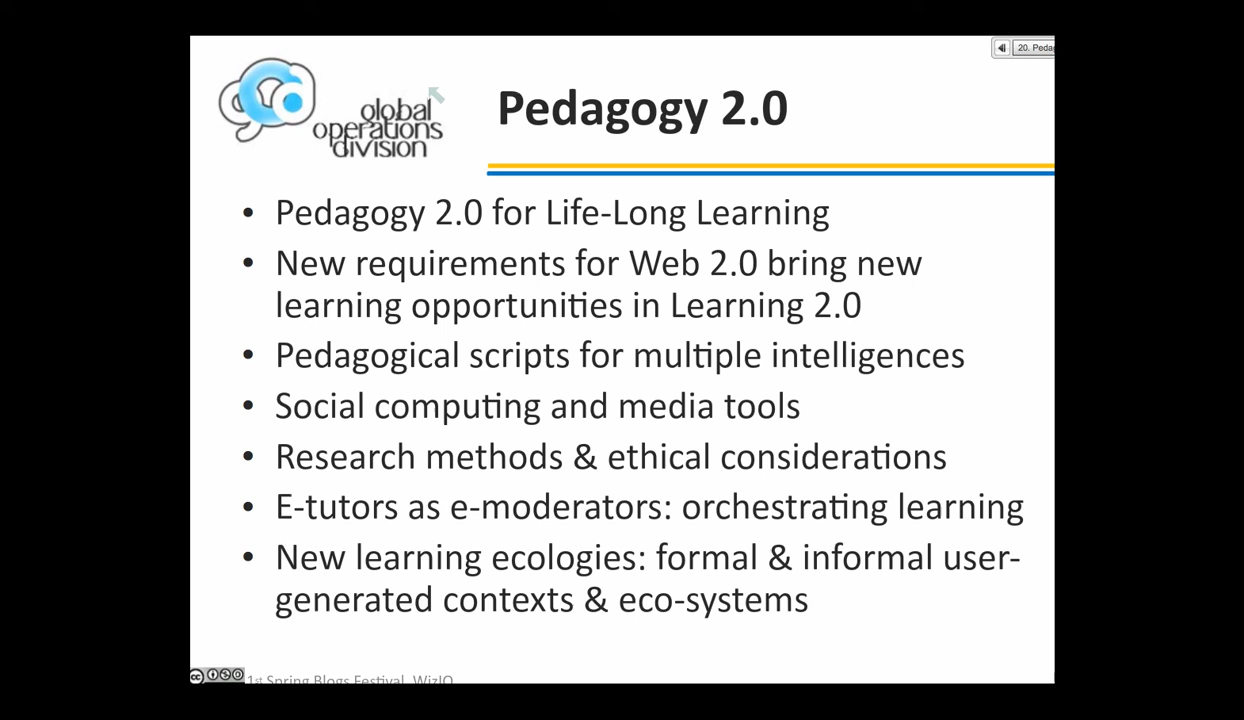 20. Pedag
global
operations
division
Pedagogy 2.0
• Pedagogy 2.0 for Life-Long Learning
• New requirements for Web 2.0 bring new
learning opportunities in Learning 2.0
• Pedagogical scripts for multiple intelligences
• Social computing and media tools
• Research methods & ethical considerations
• E-tutors as e-moderators: orchestrating learning
• New learning ecologies: formal & informal user-
generated contexts & eco-systems
cc
1st Spring Blogs Festival, WizIQ